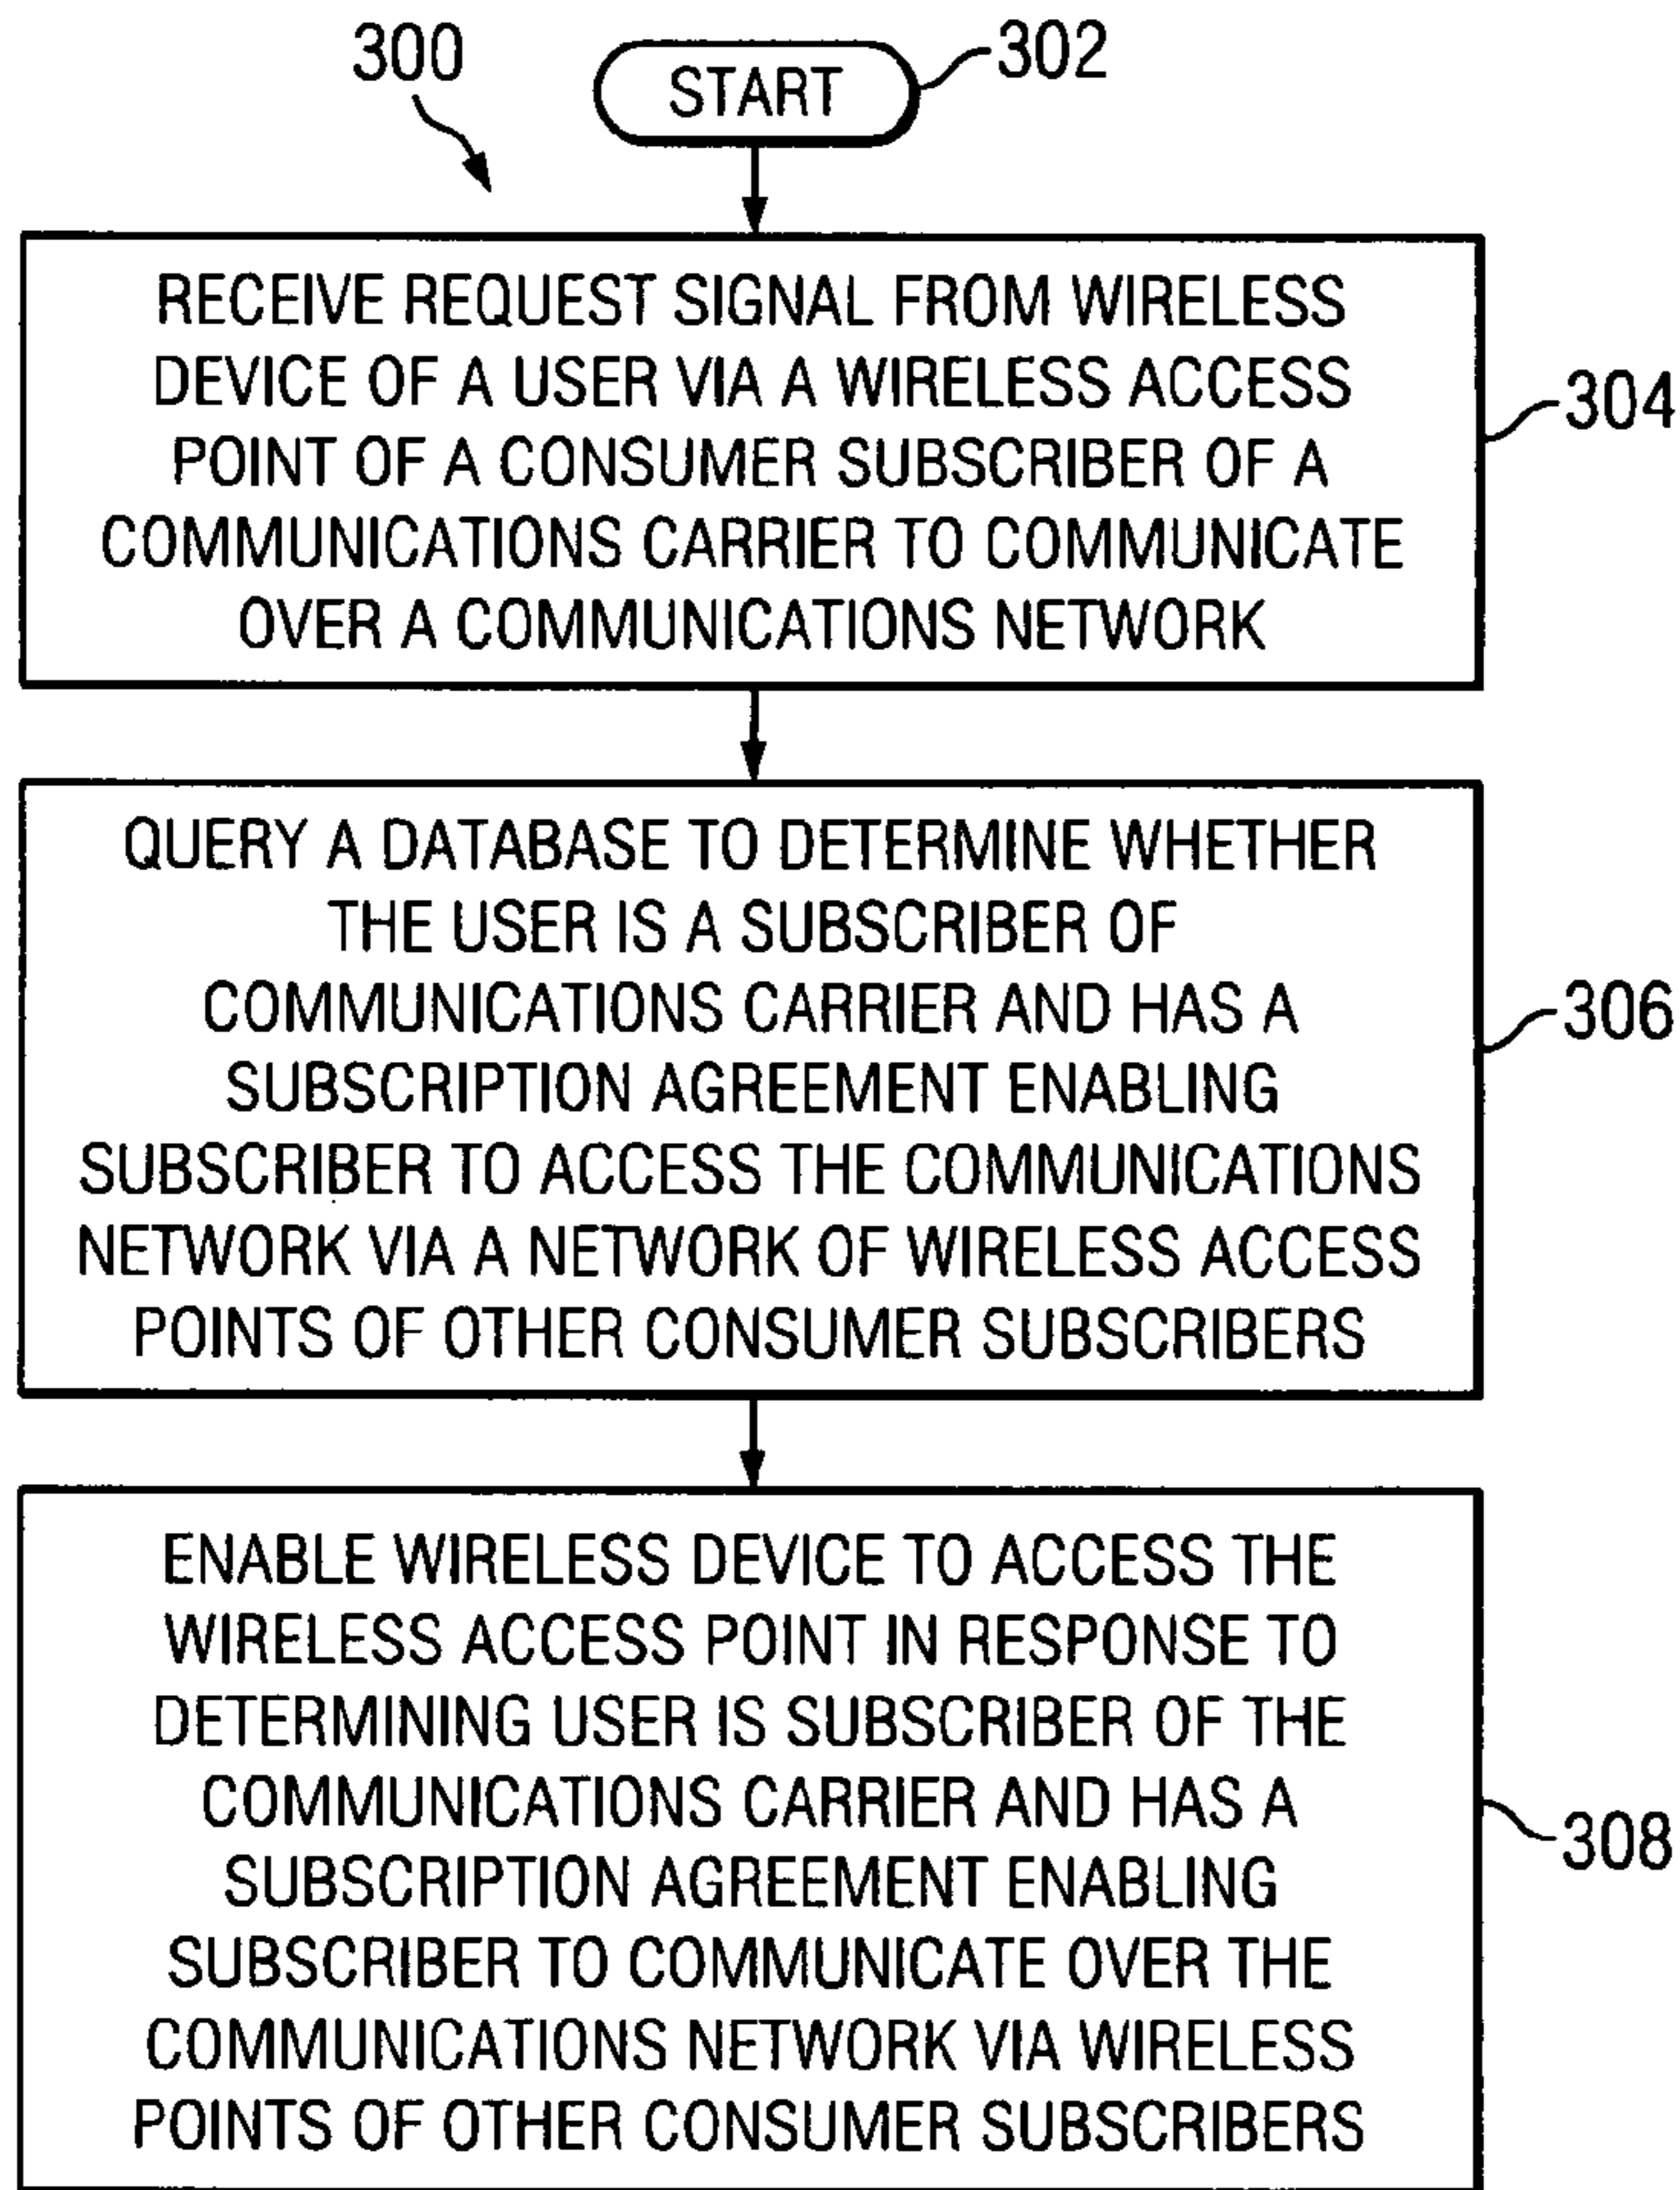 300
START
302
RECEIVE REQUEST SIGNAL FROM WIRELESS
DEVICE OF A USER VIA A WIRELESS ACCESS
POINT OF A CONSUMER SUBSCRIBER OF A
COMMUNICATIONS CARRIER TO COMMUNICATE
OVER A COMMUNICATIONS NETWORK
304
QUERY A DATABASE TO DETERMINE WHETHER
THE USER IS A SUBSCRIBER OF
COMMUNICATIONS CARRIER AND HAS A
SUBSCRIPTION AGREEMENT ENABLING
SUBSCRIBER TO ACCESS THE COMMUNICATIONS
NETWORK VIA A NETWORK OF WIRELESS ACCESS
POINTS OF OTHER CONSUMER SUBSCRIBERS
306
ENABLE WIRELESS DEVICE TO ACCESS THE
WIRELESS ACCESS POINT IN RESPONSE TO
DETERMINING USER IS SUBSCRIBER OF THE
COMMUNICATIONS CARRIER AND HAS A
SUBSCRIPTION AGREEMENT ENABLING
SUBSCRIBER TO COMMUNICATE OVER THE
COMMUNICATIONS NETWORK VIA WIRELESS
POINTS OF OTHER CONSUMER SUBSCRIBERS
308